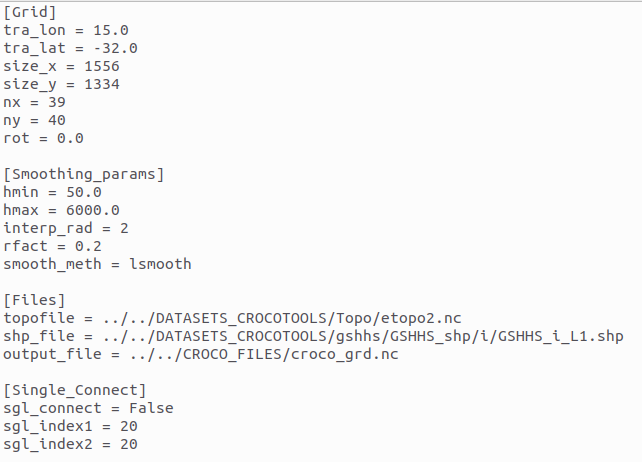 [Grid]
tra_lon = 15.0
tra_lat = -32.0
size_x = 1556
size_y = 1334
nx = 39
ny = 40
rot = 0.0

[Smoothing_params]
hmin = 50.0
hmax = 6000.0
interp_rad = 2
rfact = 0.2
smooth_meth = lsmooth

[Files]
topofile = ../../DATASETS_CROCOTOOLS/Topo/etopo2.nc
shp_file = ../../DATASETS_CROCOTOOLS/gshhs/GSHHS_shp/i/GSHHS_i_L1.shp
output_file = ../../CROCO_FILES/croco_grd.nc

[Single_Connect]
sgl_connect = False
sgl_index1 = 20
sgl_index2 = 20